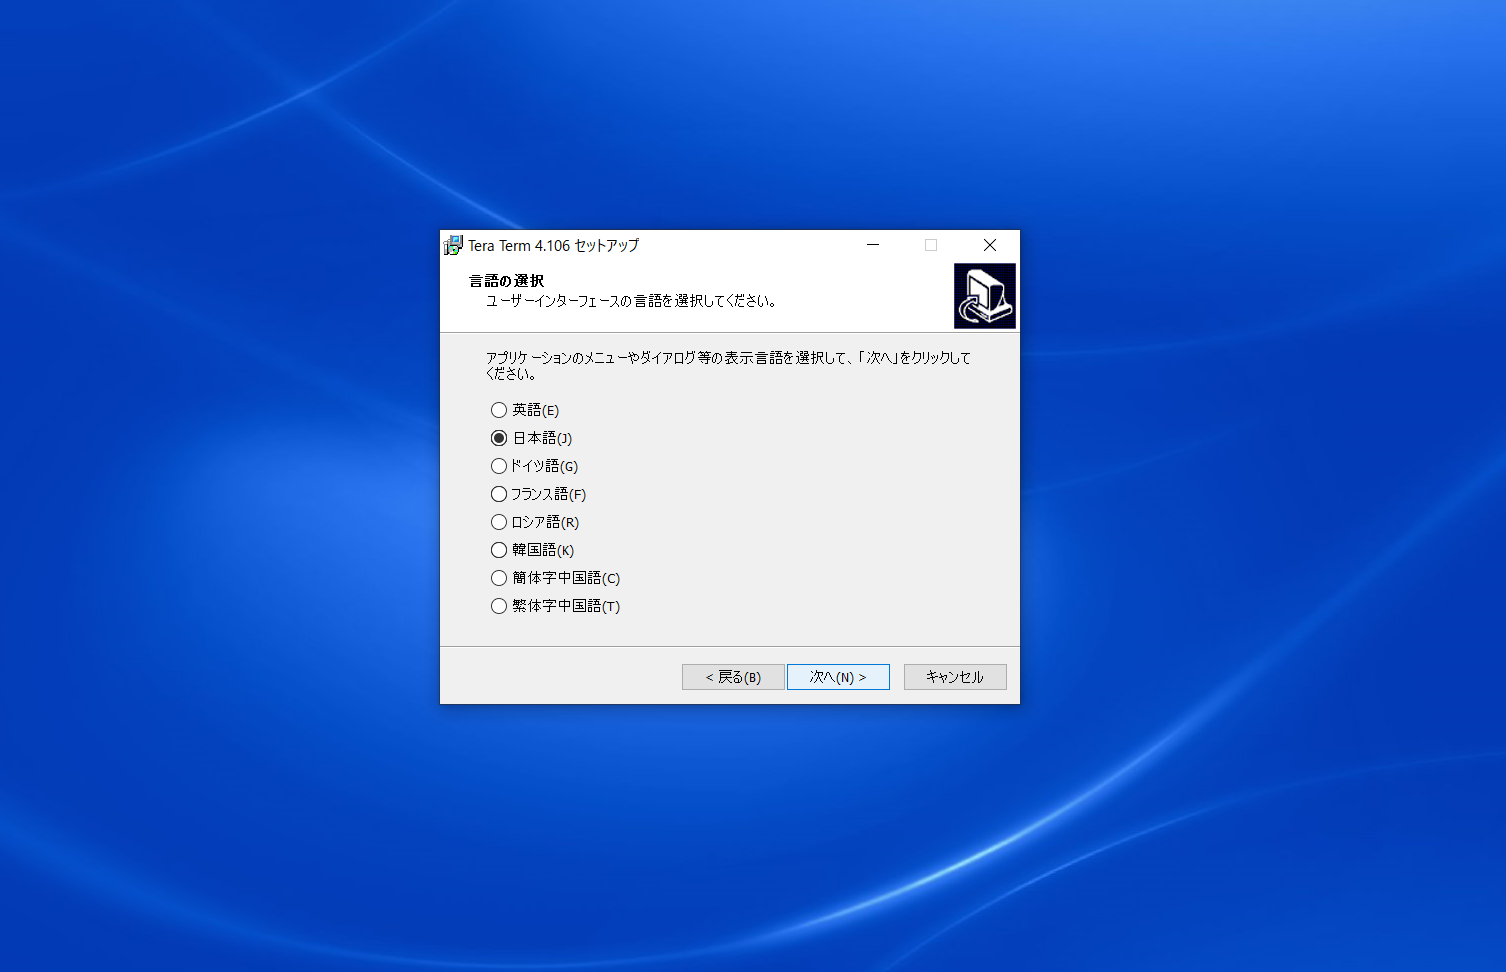 Tera Term 4.106 セットアップ
言語の選択
ユーザーインターフェースの言語を選択してください。
アプリケーションのメニューやダイアログ等の表示言語を選択して、「次へ」をクリックして
ください。
英語(E)
日本語(J)
ドイツ語(G)
フランス語(F)
ロシア語(R)
韓国語(K)
簡体字中国語(C)
繁体字中国語(T)
< 戻る(B) 次へ(N) > キャンセル